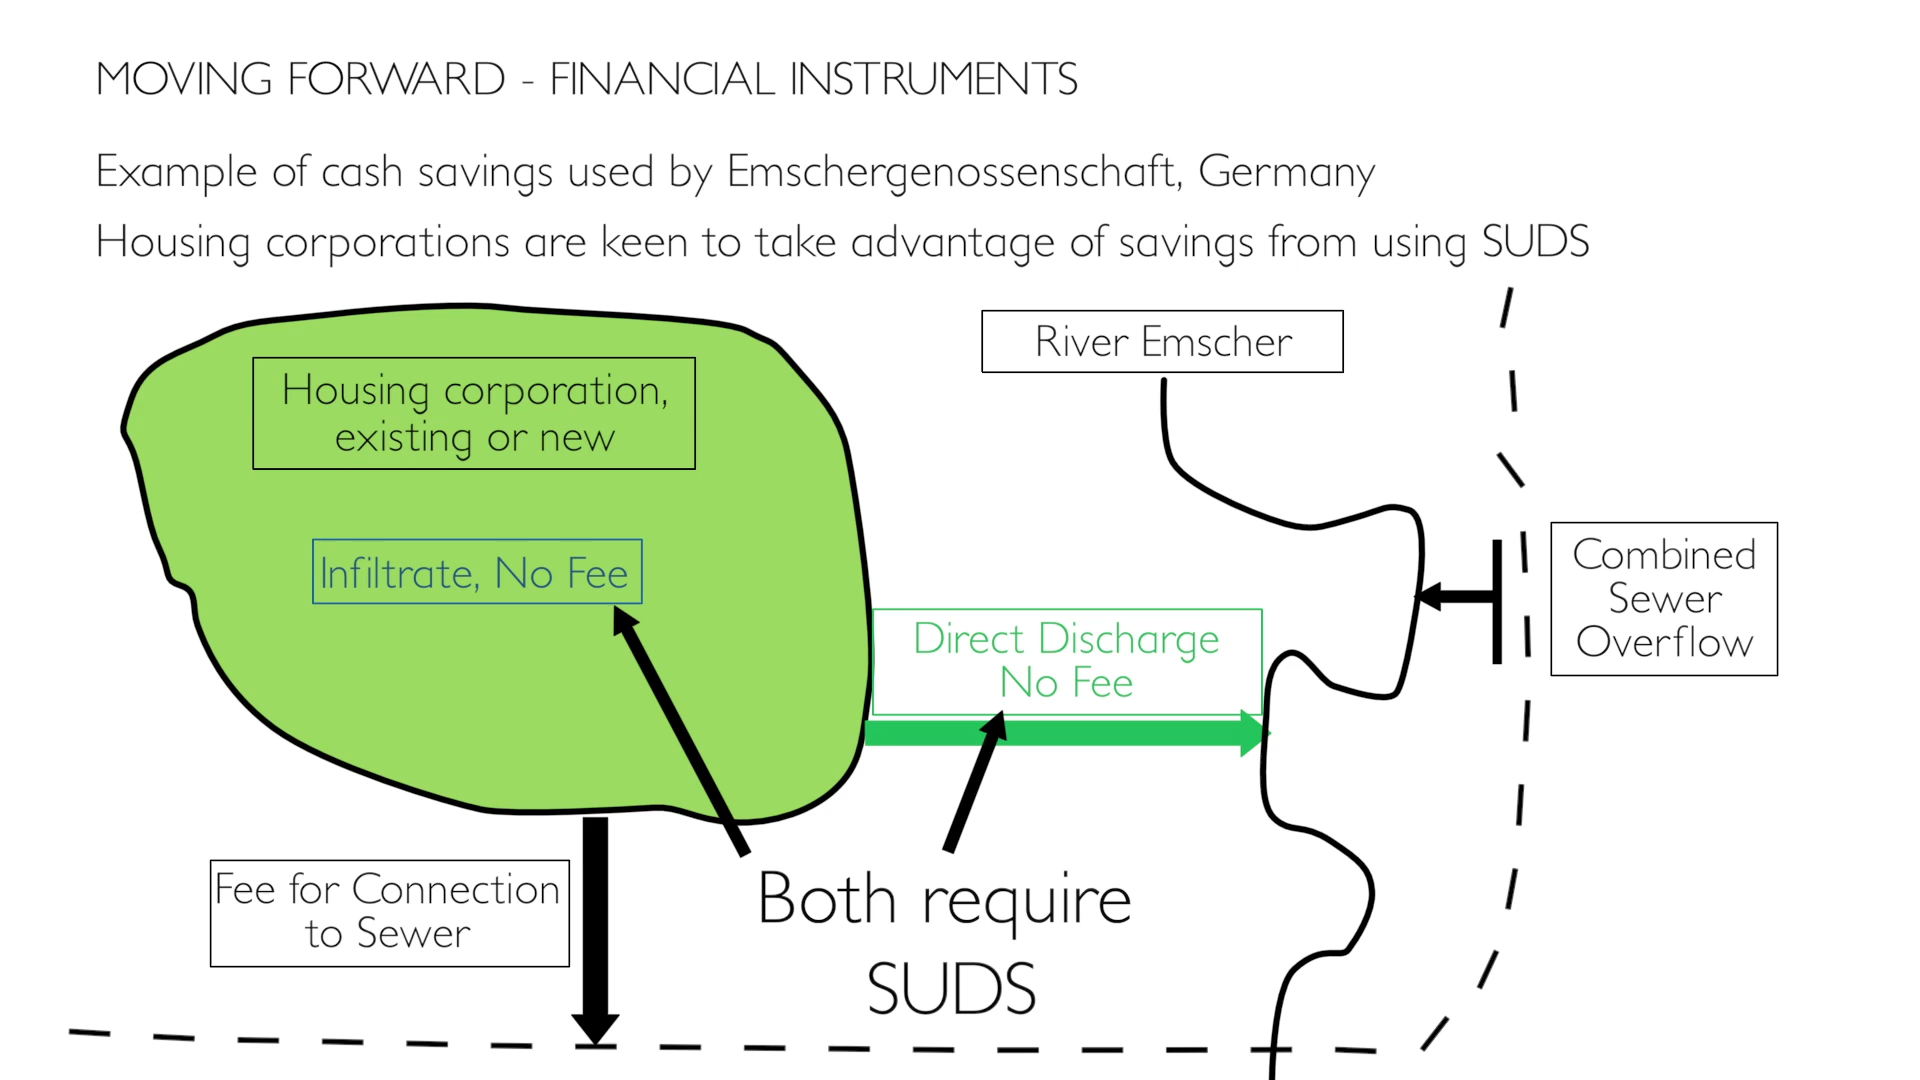 MOVING FORWARD - FINANCIAL INSTRUMENTS
Example of cash savings used by Emschergenossenschaft, Germany
Housing corporations are keen to take advantage of savings from using SUDS
River Emscher
Housing corporation,
existing or new
Infiltrate, No Fee
Combined
Sewer
Overflow
Direct Discharge
No Fee
Fee for Connection
to Sewer
Both require
SUDS